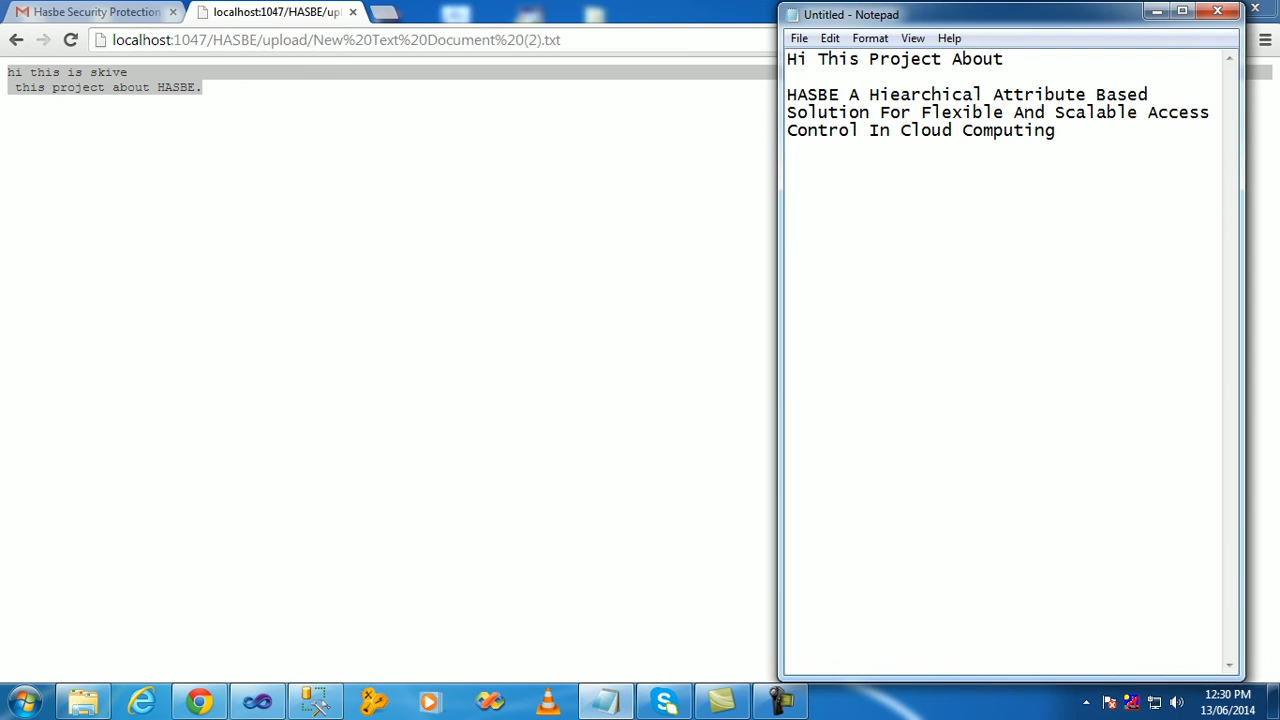 Hasbe Security Protection
localhost:1047/HASBE/upl
Untitled - Notepad
localhost:1047/HASBE/upload/New%20Text%20Document%20(2).txt
File Edit Format View Help
hi this is skive
this project about HASBE.
Hi This Project About
HASBE A Hiearchical Attribute Based
Solution For Flexible And Scalable Access
Control In Cloud Computing
12:30 PM
13/06/2014